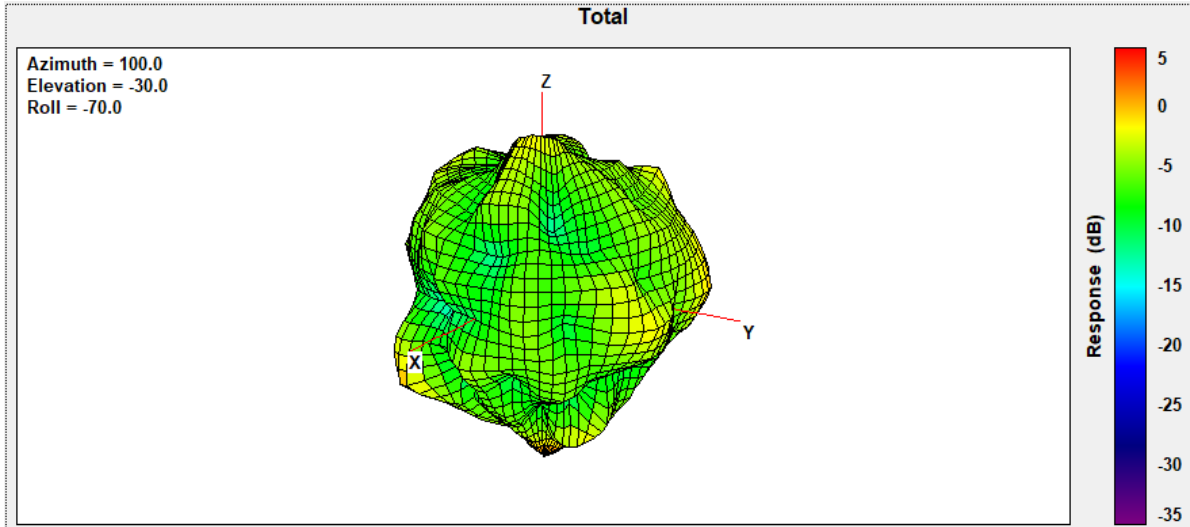 Total
Azimuth = 100.0
Elevation = -30.0
Roll = -70.0
Z
X
Y
5
0
-5
-10
-15
-20
-25
-30
-35
Response (dB)